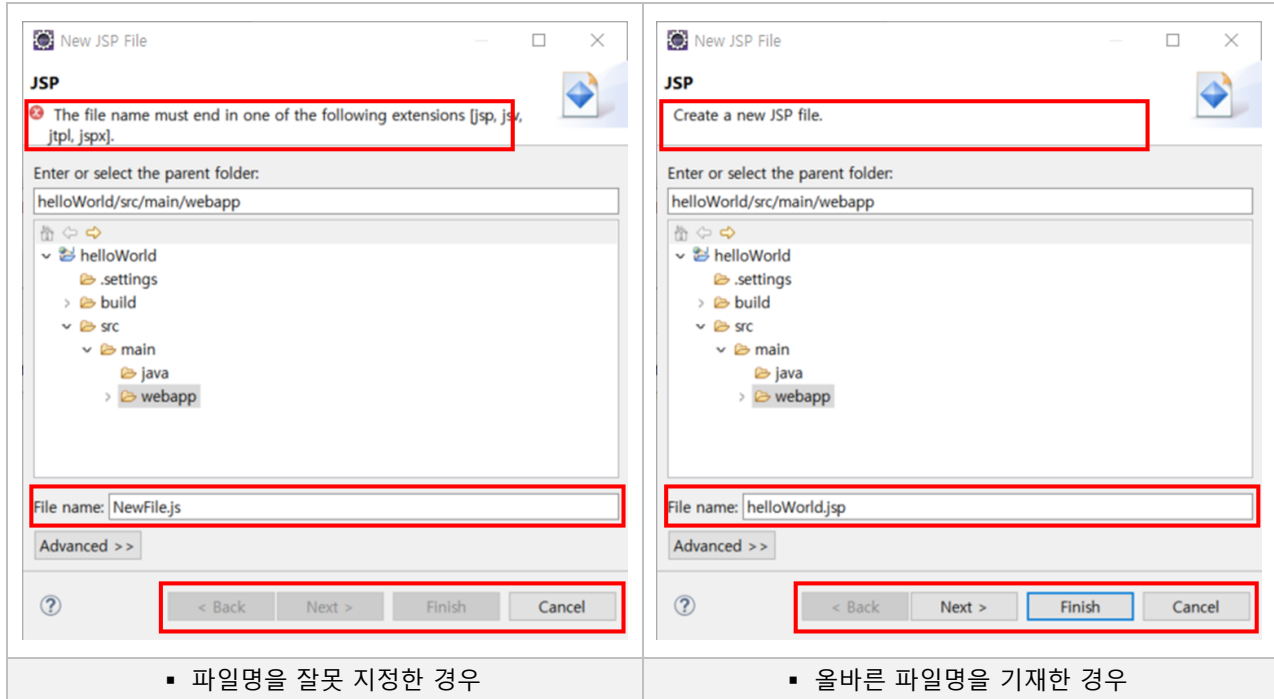 New JSP File
JSP
The file name must end in one of the following extensions [jsp, jsv,
jtpl, jspx].
Enter or select the parent folder:
helloWorld/src/main/webapp
helloWorld
.settings
build
src
main
java
webapp
File name: NewFile.js
Advanced >>
< Back Next > Finish Cancel
▪ 파일명을 잘못 지정한 경우
New JSP File
JSP
Create a new JSP file.
Enter or select the parent folder:
helloWorld/src/main/webapp
helloWorld
.settings
build
src
main
java
webapp
File name: helloWorld.jsp
Advanced >>
< Back Next > Finish Cancel
▪ 올바른 파일명을 기재한 경우